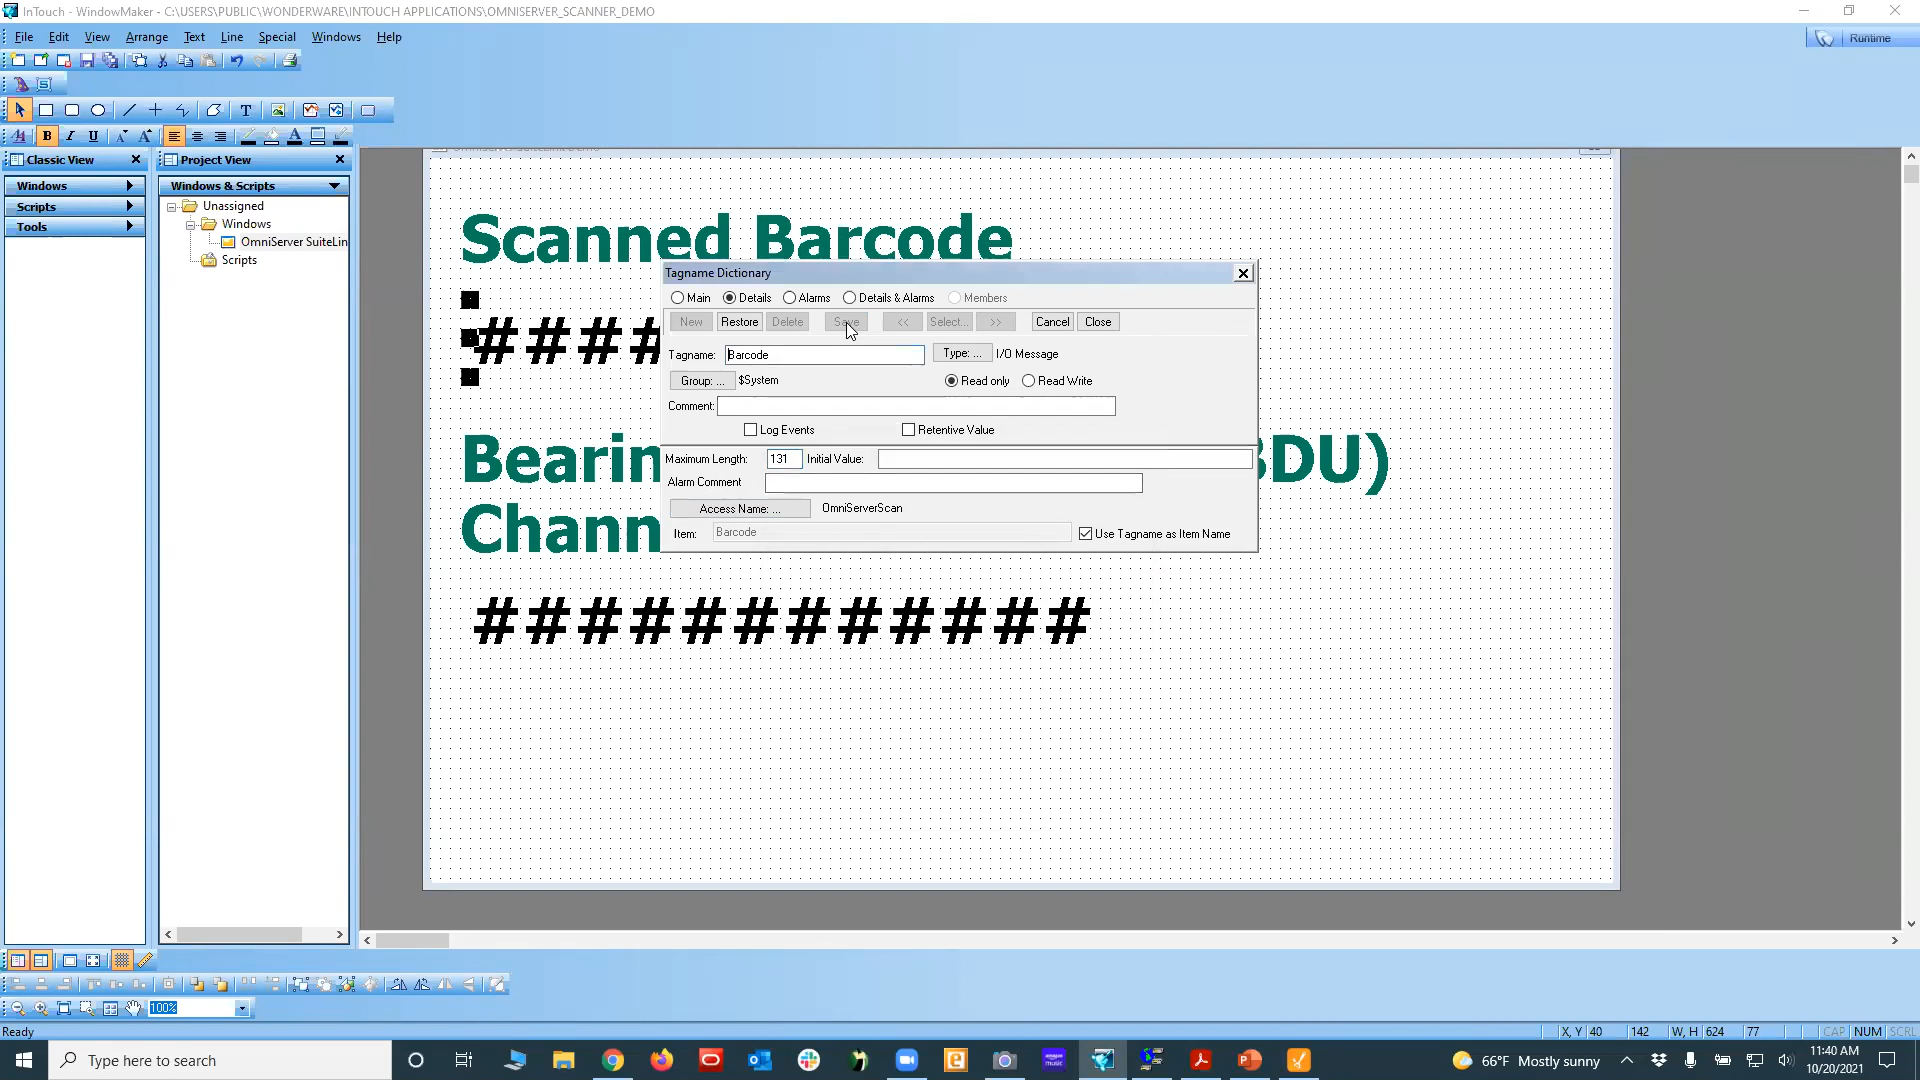 InTouch - WindowMaker - C:\USERS\PUBLIC\WONDERWARE\INTOUCH APPLICATIONS\OMNISERVER_SCANNER_DEMO
File Edit View Arrange Text Line Special Windows Help
Runtime
Classic View
Project View
Windows
Scripts
Tools
Windows & Scripts
Unassigned
Windows
OmniServer SuiteLin
Scripts
Scanned Barcode
####
Bearin
BDU)
Chann
############
Tagname Dictionary
Main Details Alarms Details & Alarms Members
New Restore Delete Save << Select... >> Cancel Close
Tagname: Barcode Type: ... I/O Message
Group: ... $System Read only Read Write
Comment:
Log Events Retentive Value
Maximum Length: 131 Initial Value:
Alarm Comment
Access Name: ... OmniServerScan
Item: Barcode Use Tagname as Item Name
100%
Ready
X, Y 40 142 W, H 624 77 CAP NUM SCRL
Type here to search
66°F Mostly sunny
11:40 AM
10/20/2021